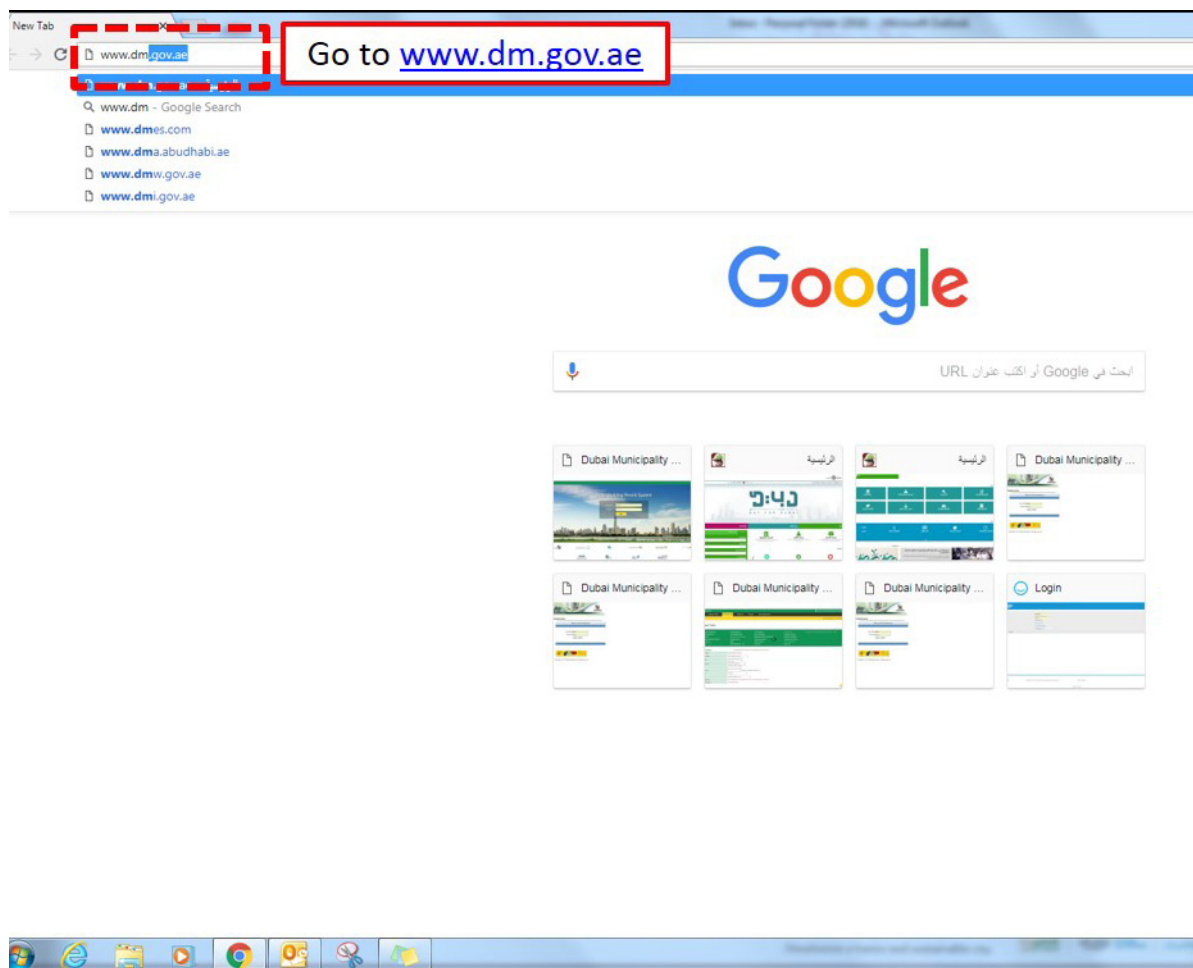 New Tab
www.dm.gov.ae
Go to www.dm.gov.ae
www.dm - Google Search
www.dmes.com
www.dma.abudhabi.ae
www.dmw.gov.ae
www.dmi.gov.ae
Google
ابحث في Google أو اكتب عنوان URL
Dubai Municipality ...
الرئيسية
الرئيسية
Dubai Municipality ...
Dubai Municipality ...
Dubai Municipality ...
Dubai Municipality ...
Login